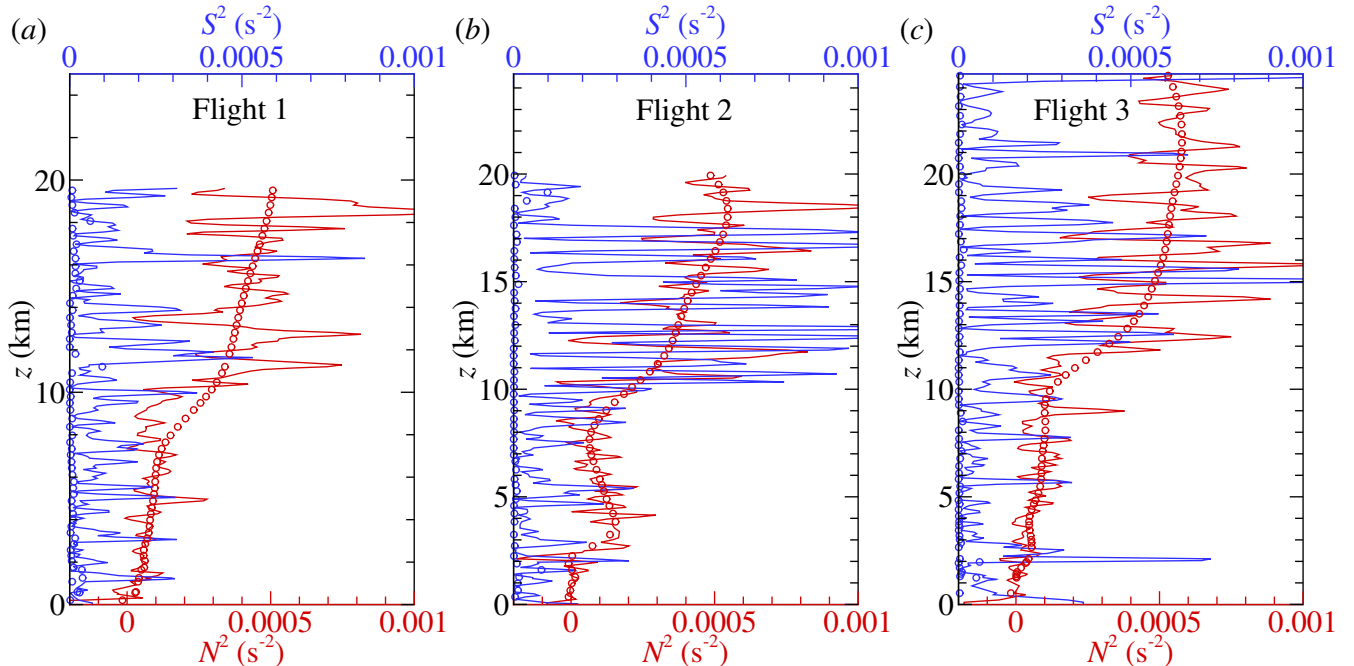 (a) S² (s⁻²) (b) S² (s⁻²) (c) S² (s⁻²)
0 0.0005 0.001 0 0.0005 0.001 0 0.0005 0.001
Flight 1 Flight 2 Flight 3
20 20 20
15 15
10 10 10
5 5
0 0 0
z (km) z (km) z (km)
0 0.0005 0.001 0 0.0005 0.001 0 0.0005 0.001
N² (s⁻²) N² (s⁻²) N² (s⁻²)